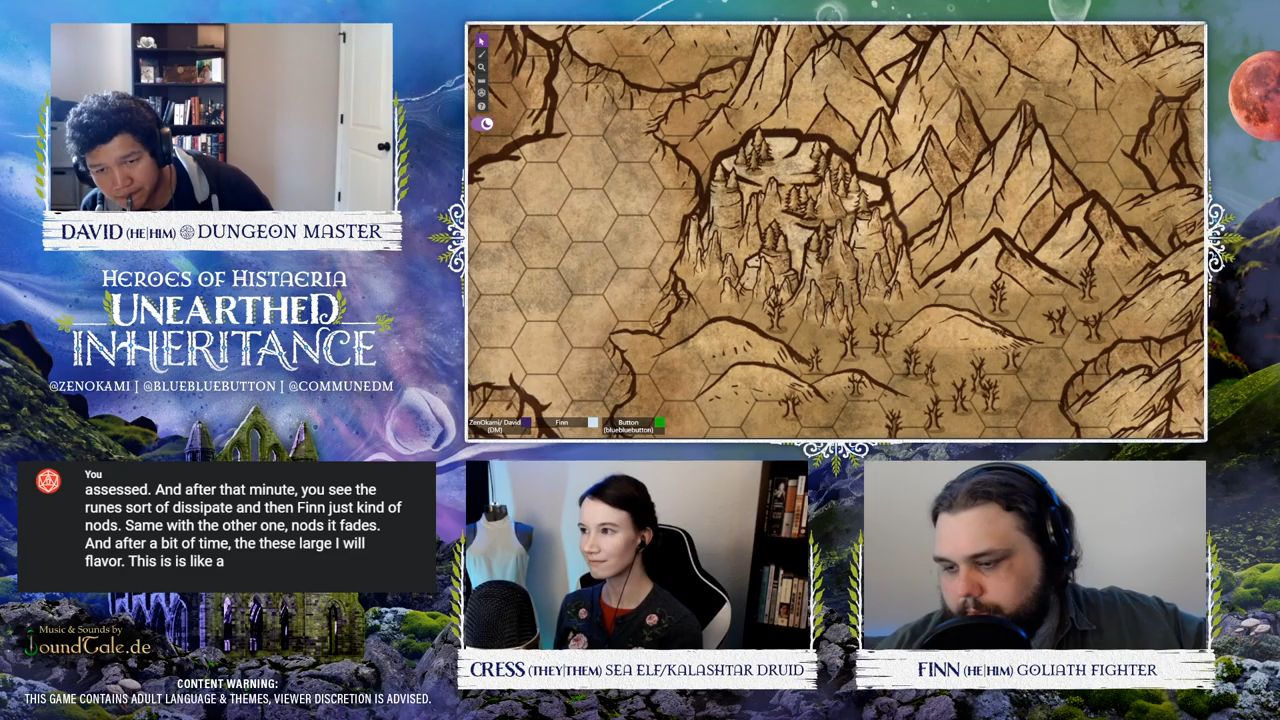 DAVID (HE|HIM) DUNGEON MASTER
HEROES OF HISTAERIA
UNEARTHED
INHERITANCE
@ZENOKAMI | @BLUEBLUEBUTTON | @COMMUNEDM
You
assessed. And after that minute, you see the
runes sort of dissipate and then Finn just kind of
nods. Same with the other one, nods it fades.
And after a bit of time, the these large I will
flavor. This is is like a
Music & Sounds by
SoundTale.de
CONTENT WARNING:
THIS GAME CONTAINS ADULT LANGUAGE & THEMES, VIEWER DISCRETION IS ADVISED.
ZenOkami/ David
(DM)
Finn
Button
(bluebluebutton)
CRESS (THEY|THEM) SEA ELF/KALASHTAR DRUID
FINN (HE|HIM) GOLIATH FIGHTER